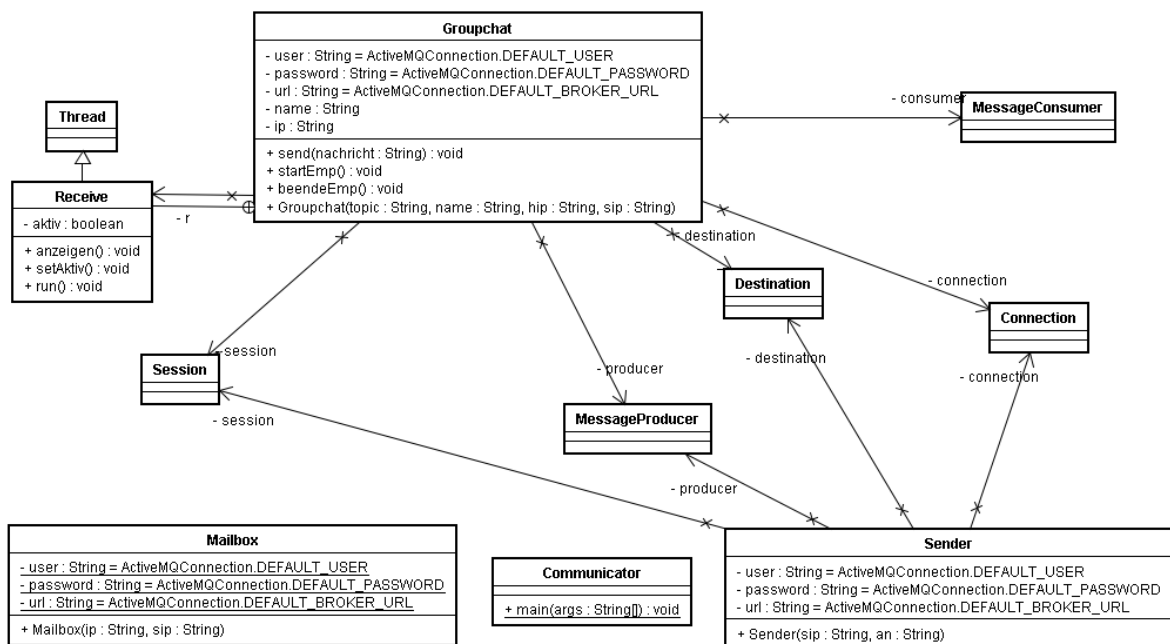 Groupchat
- user : String = ActiveMQConnection.DEFAULT_USER
- password : String = ActiveMQConnection.DEFAULT_PASSWORD
- url : String = ActiveMQConnection.DEFAULT_BROKER_URL
- name : String
- ip : String
+ send(nachricht : String) : void
+ startEmp() : void
+ beendeEmp() : void
+ Groupchat(topic : String, name : String, hip : String, sip : String)
- consumer
MessageConsumer
Thread
Receive
- aktiv : boolean
+ anzeigen() : void
+ setAktiv() : void
+ run() : void
- r
- destination
Destination
- connection
Connection
- session
Session
- producer
MessageProducer
- destination
- connection
- session
- producer
Mailbox
- user : String = ActiveMQConnection.DEFAULT_USER
- password : String = ActiveMQConnection.DEFAULT_PASSWORD
- url : String = ActiveMQConnection.DEFAULT_BROKER_URL
+ Mailbox(ip : String, sip : String)
Communicator
+ main(args : String[]) : void
Sender
- user : String = ActiveMQConnection.DEFAULT_USER
- password : String = ActiveMQConnection.DEFAULT_PASSWORD
- url : String = ActiveMQConnection.DEFAULT_BROKER_URL
+ Sender(sip : String, an : String)